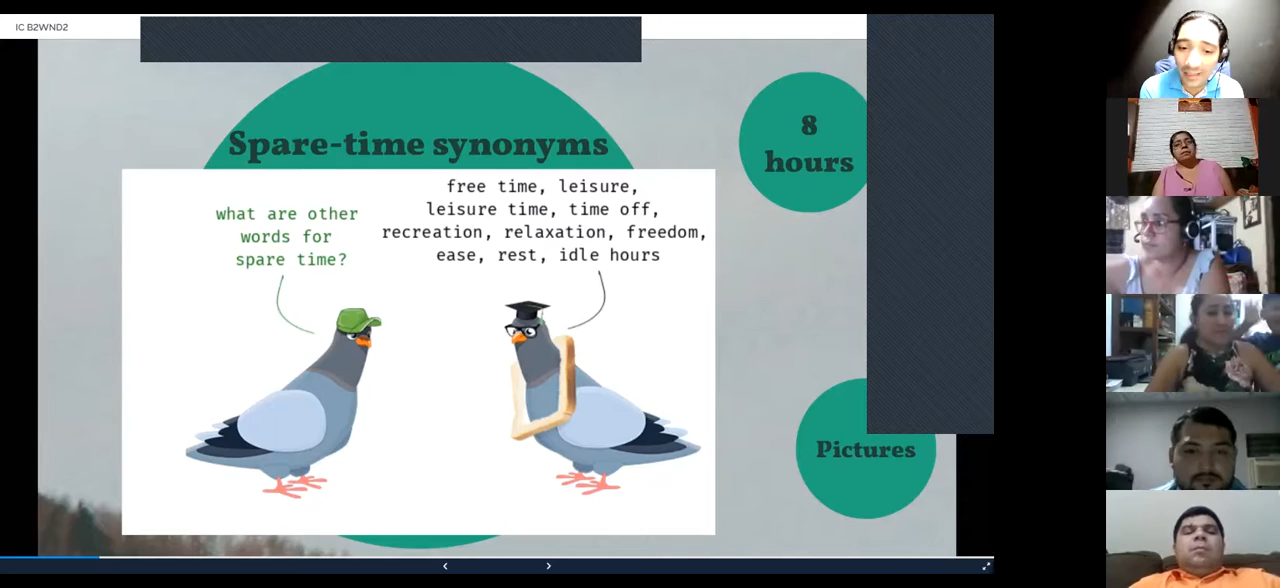 IC B2WND2
Spare-time synonyms
what are other
words for
spare time?
free time, leisure,
leisure time, time off,
recreation, relaxation, freedom,
ease, rest, idle hours
8
hours
Pictures